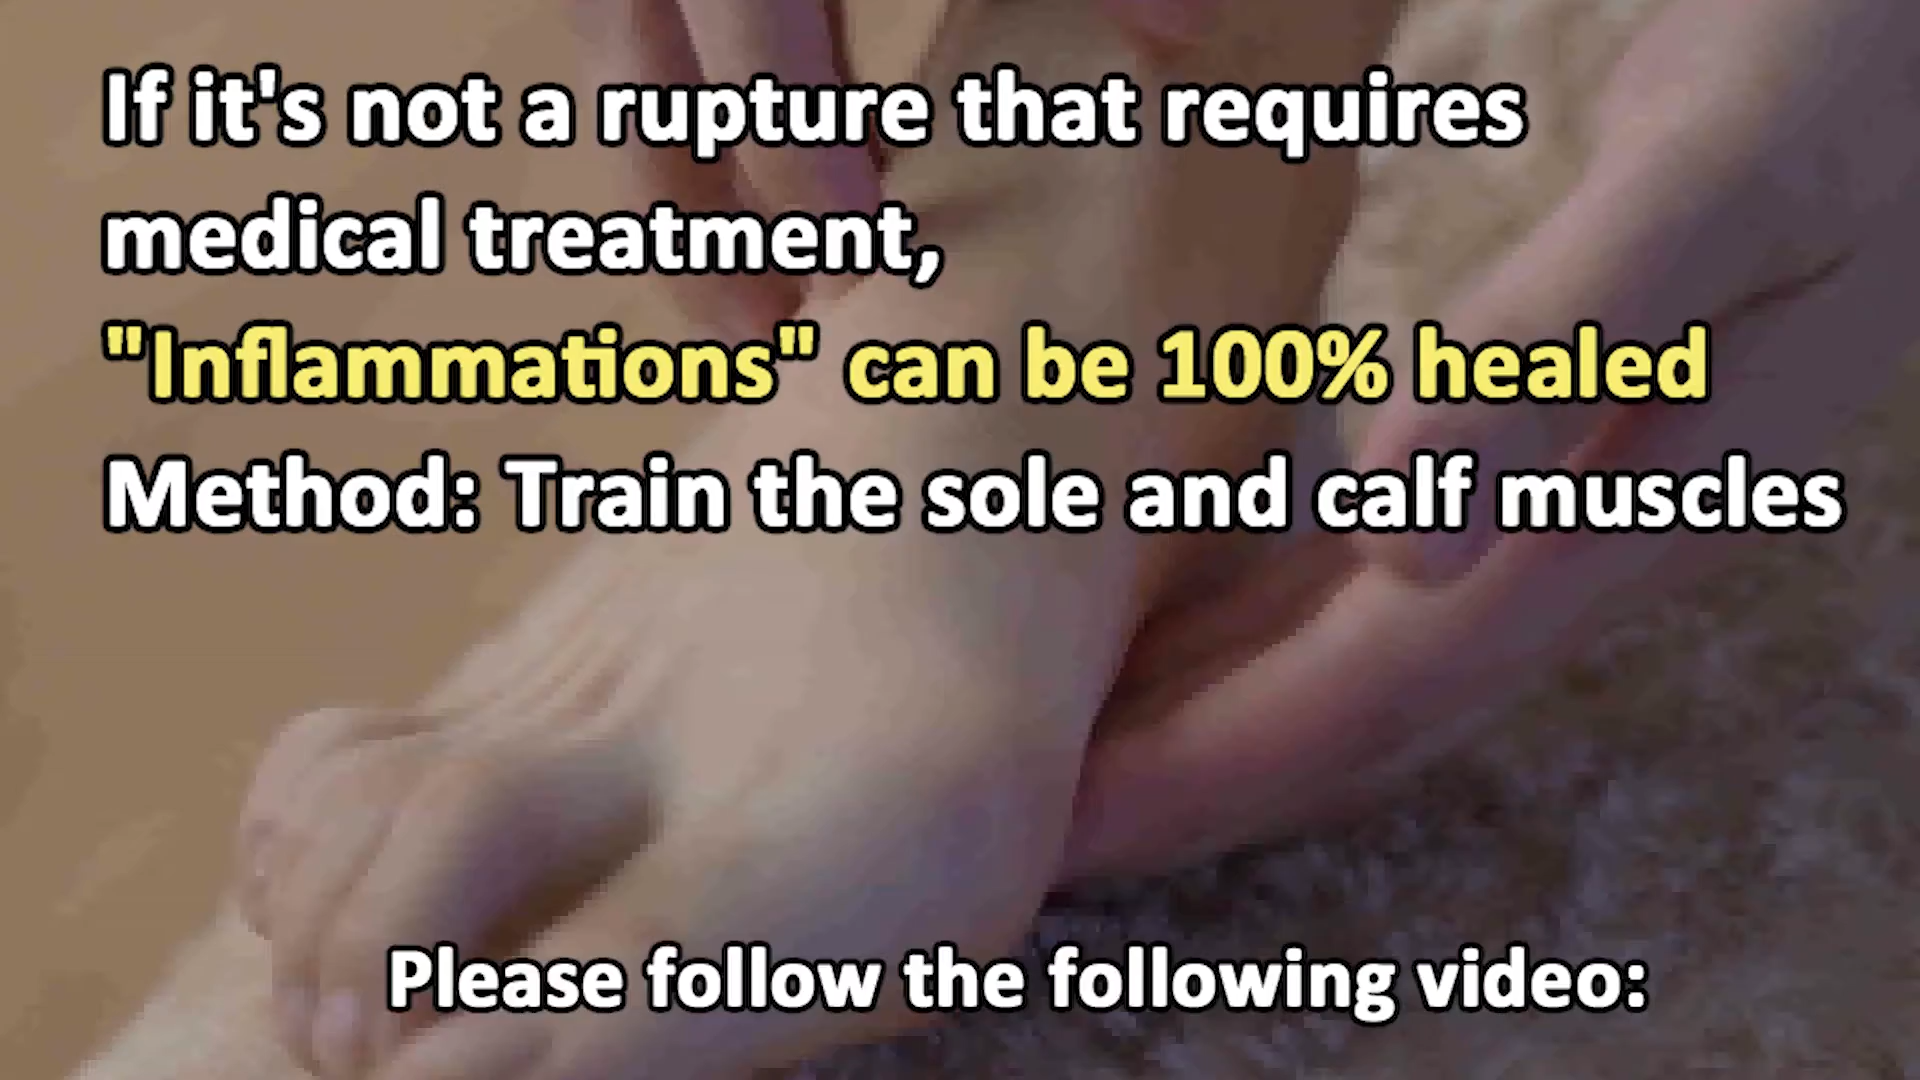 If it's not a rupture that requires
medical treatment,
"Inflammations" can be 100% healed
Method: Train the sole and calf muscles
Please follow the following video: